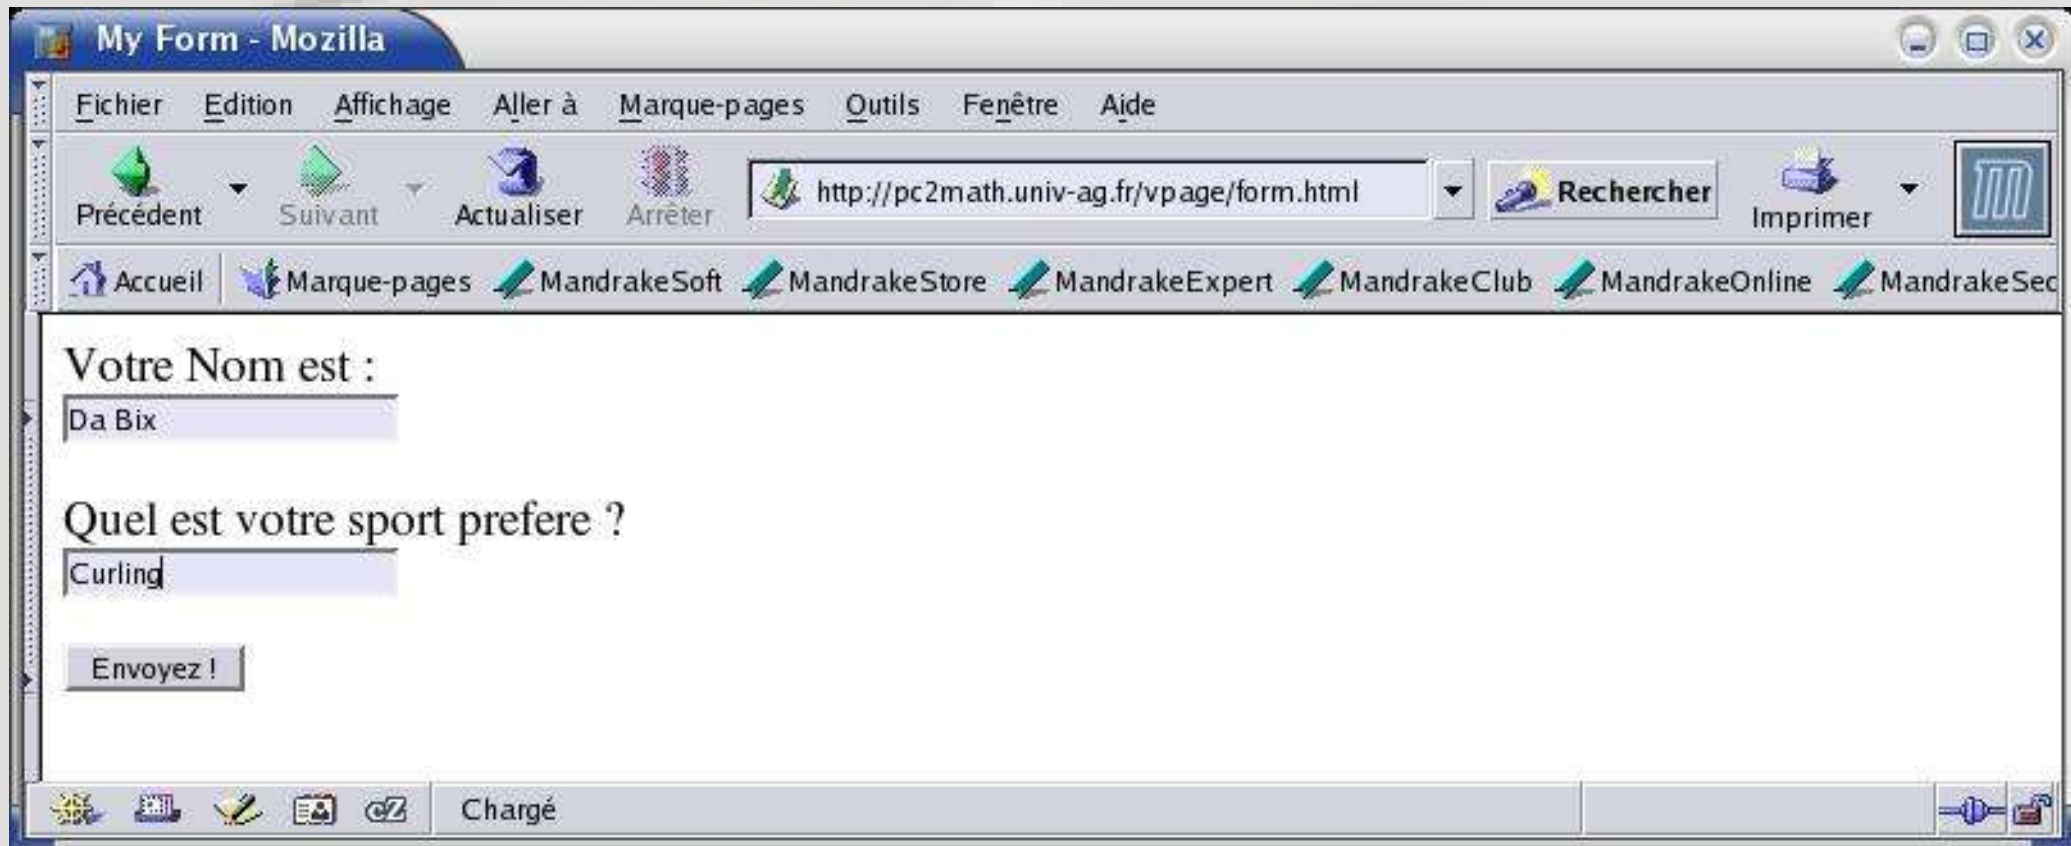 My Form - Mozilla
Fichier Edition Affichage Aller à Marque-pages Outils Fenêtre Aide
Précédent Suivant Actualiser Arrêter http://pc2math.univ-ag.fr/vpage/form.html Rechercher Imprimer
Accueil Marque-pages MandrakeSoft MandrakeStore MandrakeExpert MandrakeClub MandrakeOnline MandrakeSec
Votre Nom est :
Da Bix
Quel est votre sport prefere ?
Curling
Envoyez !
Chargé